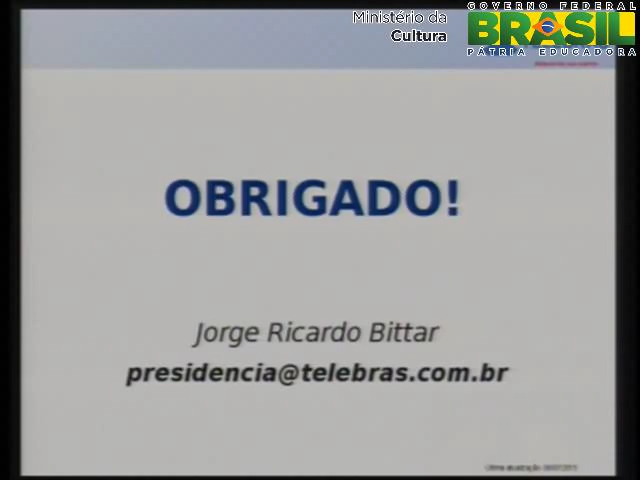 Ministério da
Cultura
GOVERNO FEDERAL
BRASIL
PÁTRIA EDUCADORA
OBRIGADO!
Jorge Ricardo Bittar
presidencia@telebras.com.br